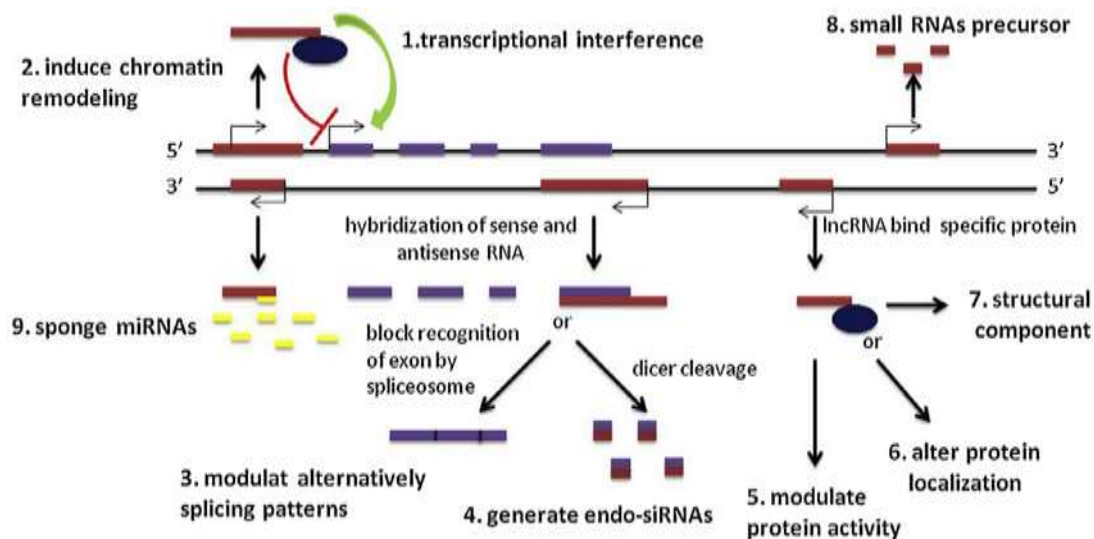 8. small RNAs precursor
1.transcriptional interference
2. induce chromatin
remodeling
5′
3′
3′
5′
hybridization of sense and
antisense RNA
lncRNA bind specific protein
9. sponge miRNAs
or
7. structural
component
block recognition
of exon by
spliceosome
dicer cleavage
or
6. alter protein
localization
3. modulat alternatively
splicing patterns
4. generate endo-siRNAs
5. modulate
protein activity